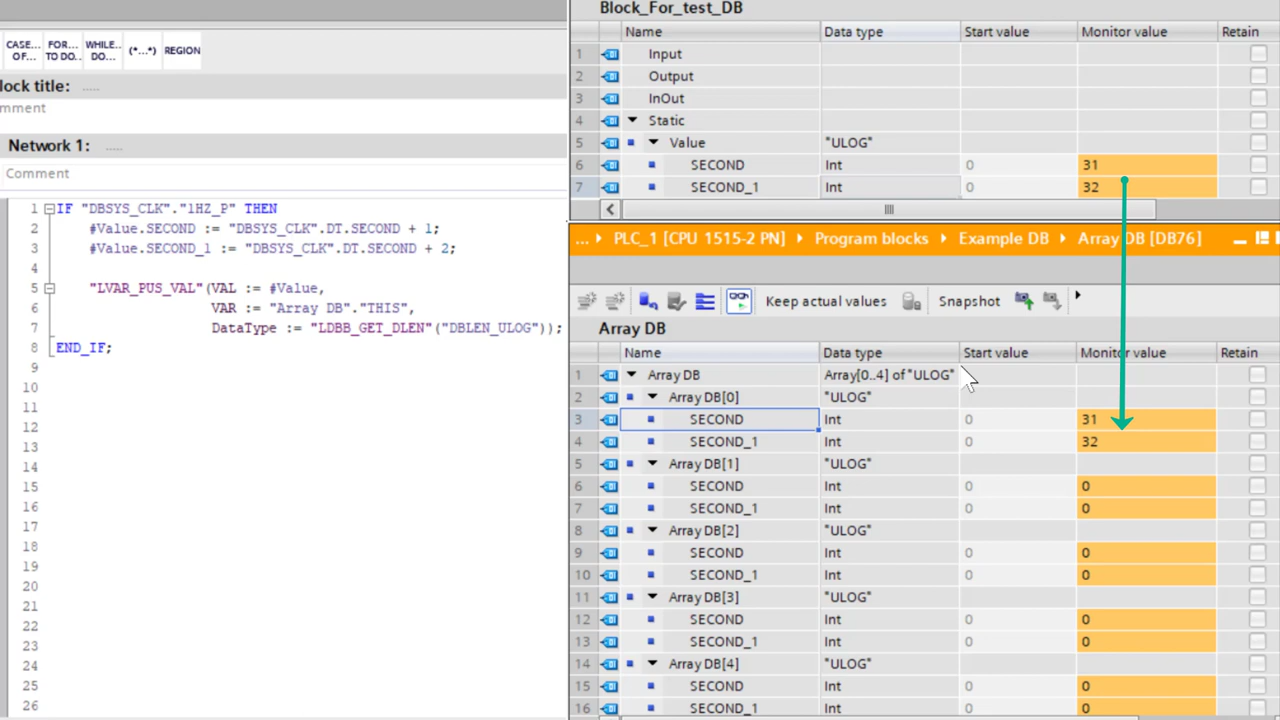 CASE... FOR... WHILE.. (*...*) REGION
OF... TO DO.. DO...
lock title: .....
mment
Network 1: .....
Comment
1 IF "DBSYS_CLK"."1HZ_P" THEN
2 #Value.SECOND := "DBSYS_CLK".DT.SECOND + 1;
3 #Value.SECOND_1 := "DBSYS_CLK".DT.SECOND + 2;
4
5 "LVAR_PUS_VAL"(VAL := #Value,
6 VAR := "Array DB"."THIS",
7 DataType := "LDBB_GET_DLEN"("DBLEN_ULOG"));
8 END_IF;
9
10
11
12
13
14
15
16
17
18
19
20
21
22
23
24
25
26
Block_For_test_DB
Name Data type Start value Monitor value Retain
1 Input
2 Output
3 InOut
4 Static
5 Value "ULOG"
6 SECOND Int 0 31
7 SECOND_1 Int 0 32
... PLC_1 [CPU 1515-2 PN] Program blocks Example DB Array DB [DB76]
Keep actual values Snapshot
Array DB
Name Data type Start value Monitor value Retain
1 Array DB Array[0..4] of "ULOG"
2 Array DB[0] "ULOG"
3 SECOND Int 0 31
4 SECOND_1 Int 0 32
5 Array DB[1] "ULOG"
6 SECOND Int 0 0
7 SECOND_1 Int 0 0
8 Array DB[2] "ULOG"
9 SECOND Int 0 0
10 SECOND_1 Int 0 0
11 Array DB[3] "ULOG"
12 SECOND Int 0 0
13 SECOND_1 Int 0 0
14 Array DB[4] "ULOG"
15 SECOND Int 0 0
16 SECOND_1 Int 0 0